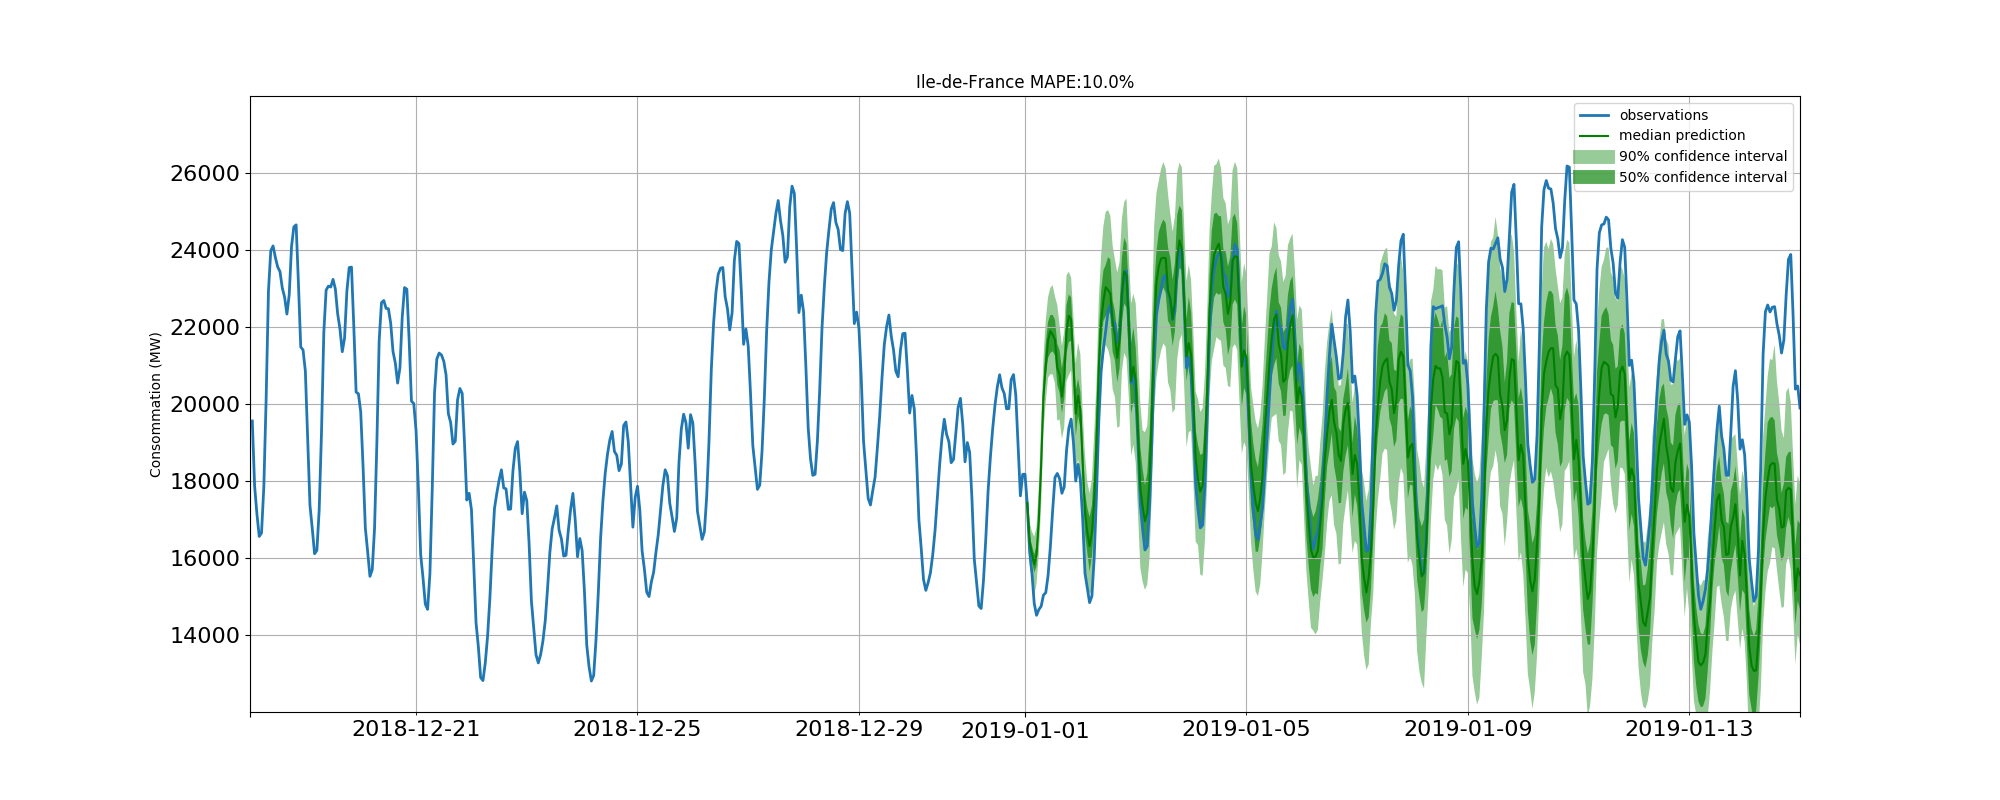 Ile-de-France MAPE:10.0%
observations
median prediction
90% confidence interval
50% confidence interval
Consommation (MW)
26000
24000
22000
20000
18000
16000
14000
2018-12-21
2018-12-25
2018-12-29
2019-01-01
2019-01-05
2019-01-09
2019-01-13